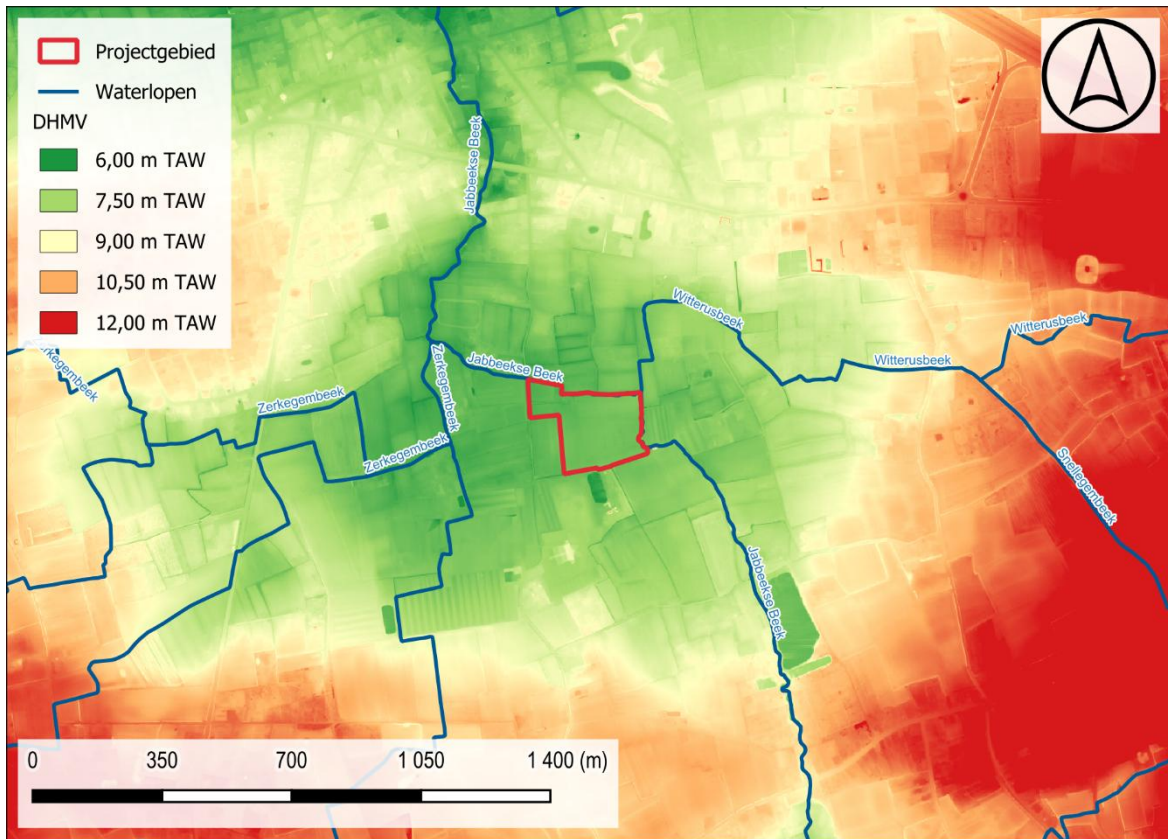 Projectgebied
Waterlopen
DHMV
6,00 m TAW
7,50 m TAW
9,00 m TAW
10,50 m TAW
12,00 m TAW
Jabbeekse Beek
Witterusbeek
Witterusbeek
Witterusbeek
Zerkegembeek
Zerkegembeek
Jabbeekse Beek
Zerkegembeek
Zerkegembeek
Snellegembeek
Jabbeekse Beek
0 350 700 1 050 1 400 (m)